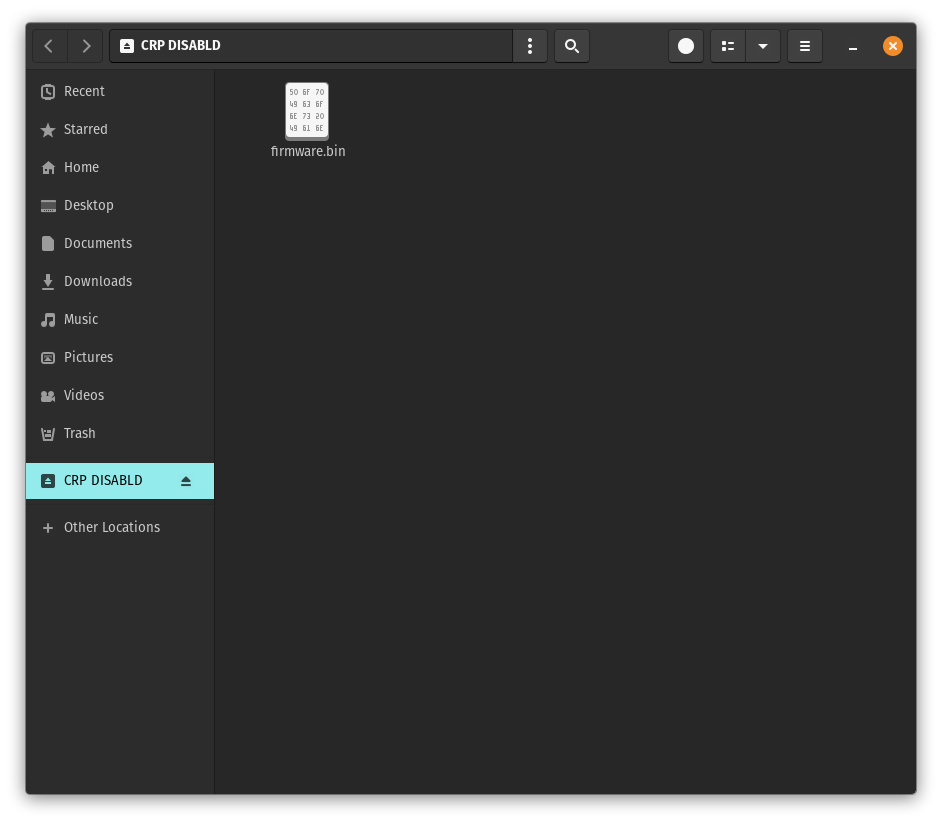 CRP DISABLD
Recent
Starred
Home
Desktop
Documents
Downloads
Music
Pictures
Videos
Trash
CRP DISABLD
Other Locations
50 6F 70
49 63 6F
6E 73 20
49 61 6E
firmware.bin